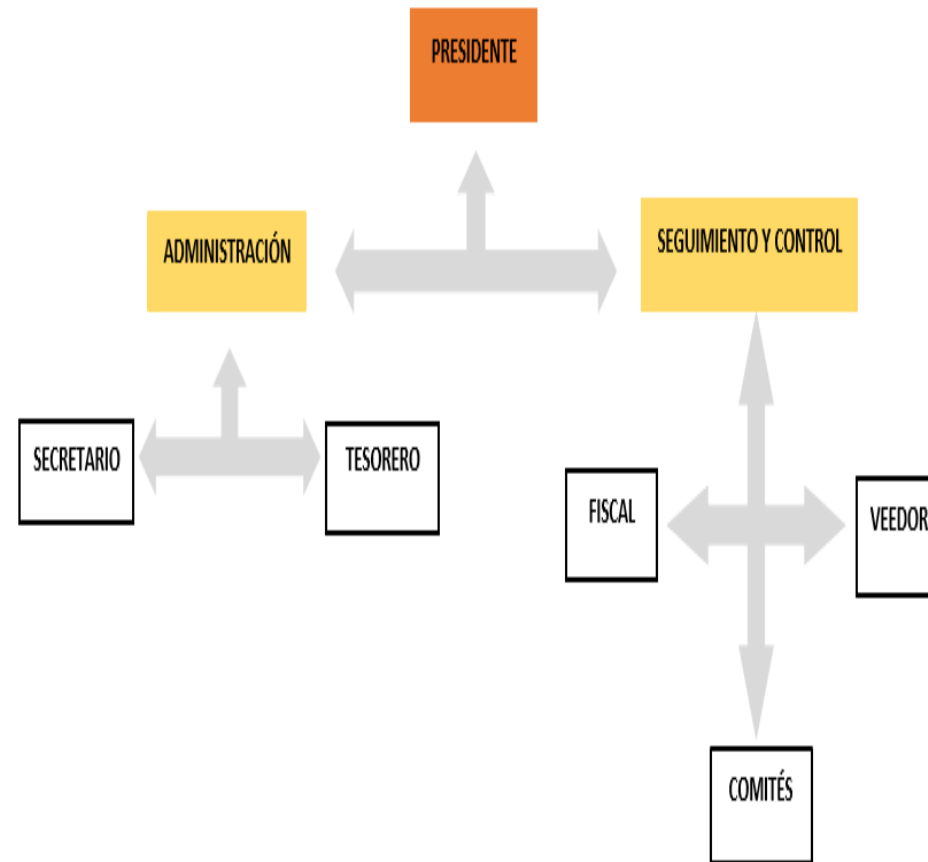 PRESIDENTE
ADMINISTRACIÓN
SEGUIMIENTO Y CONTROL
SECRETARIO
TESORERO
FISCAL
VEEDOR
COMITÉS